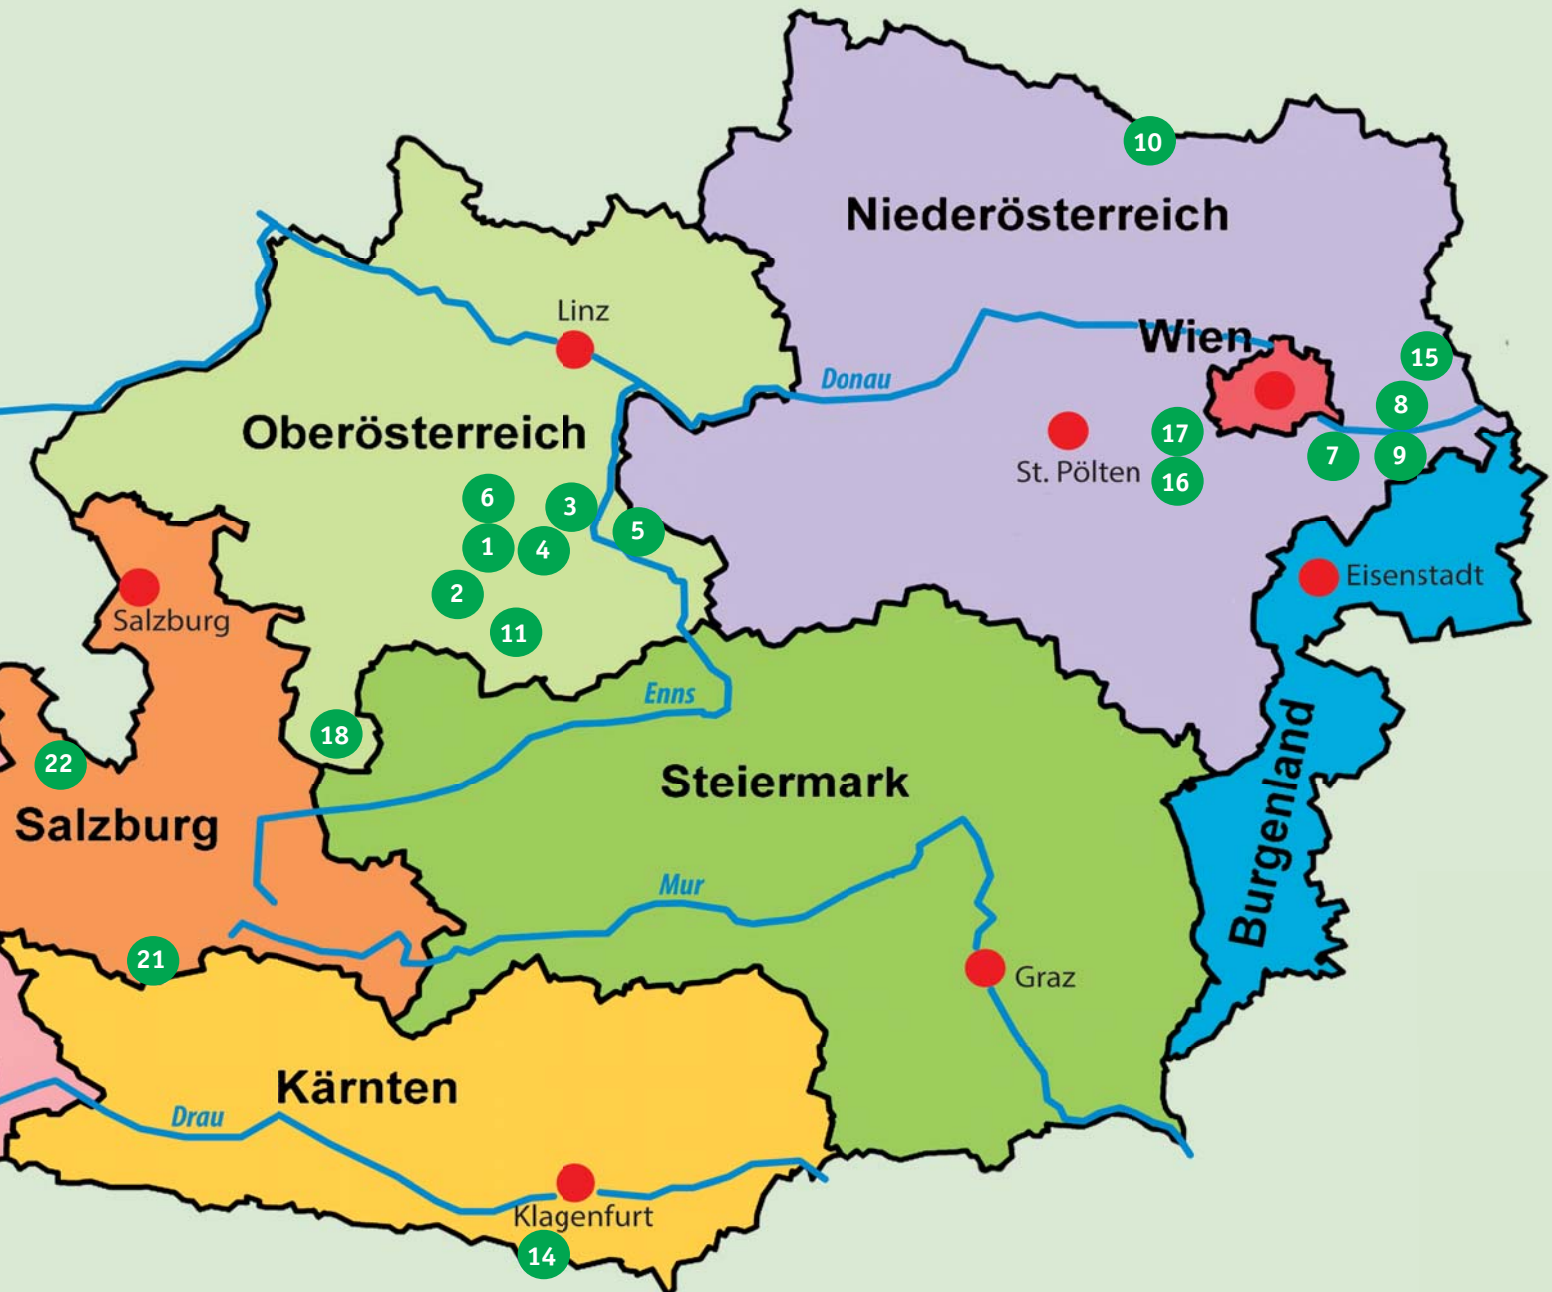 10
Niederösterreich
Linz
Wien
15
Donau
8
Oberösterreich
17
7
9
St. Pölten
16
6
3
5
1
4
2
Eisenstadt
Salzburg
11
Enns
18
22
Steiermark
Salzburg
Burgenland
Mur
21
Graz
Kärnten
Drau
Klagenfurt
14